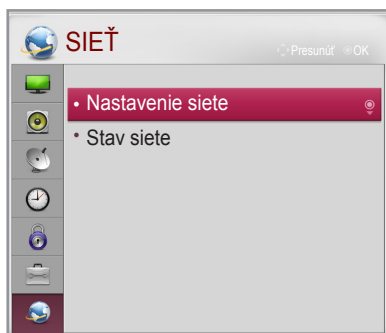 SIEŤ
Presunúť OK
• Nastavenie siete
• Stav siete